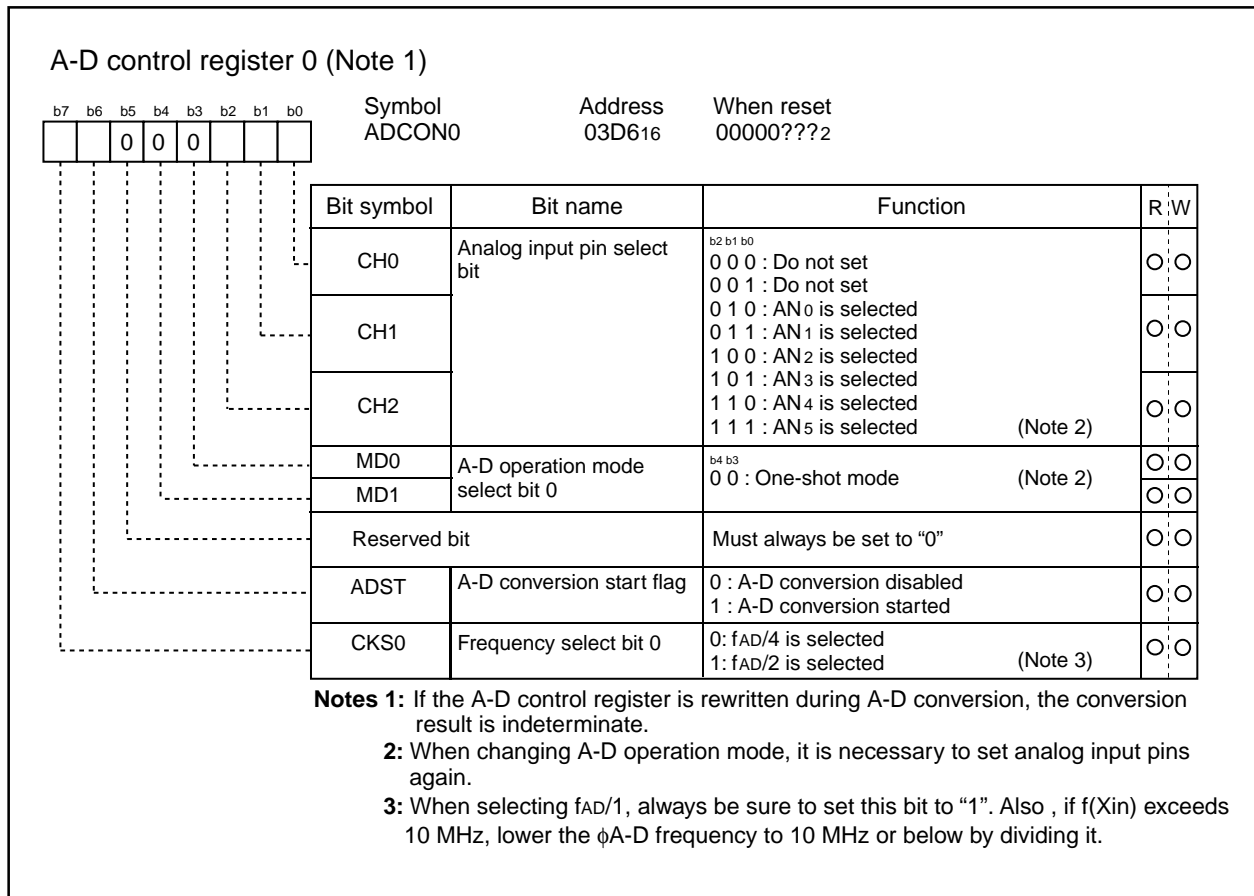 A-D control register 0 (Note 1)
b7 b6 b5 b4 b3 b2 b1 b0
0 0 0
Symbol Address When reset
ADCON0 03D616 00000???2
Bit symbol Bit name Function R W
CH0 Analog input pin select bit
b2 b1 b0
0 0 0 : Do not set
0 0 1 : Do not set
0 1 0 : AN0 is selected
CH1 0 1 1 : AN1 is selected
1 0 0 : AN2 is selected
1 0 1 : AN3 is selected
CH2 1 1 0 : AN4 is selected
1 1 1 : AN5 is selected (Note 2)
MD0 A-D operation mode select bit 0
b4 b3
0 0 : One-shot mode (Note 2)
MD1
Reserved bit Must always be set to “0”
ADST A-D conversion start flag 0 : A-D conversion disabled
1 : A-D conversion started
CKS0 Frequency select bit 0 0: fAD/4 is selected
1: fAD/2 is selected (Note 3)
Notes 1: If the A-D control register is rewritten during A-D conversion, the conversion
result is indeterminate.
2: When changing A-D operation mode, it is necessary to set analog input pins
again.
3: When selecting fAD/1, always be sure to set this bit to “1”. Also , if f(Xin) exceeds
10 MHz, lower the ϕA-D frequency to 10 MHz or below by dividing it.